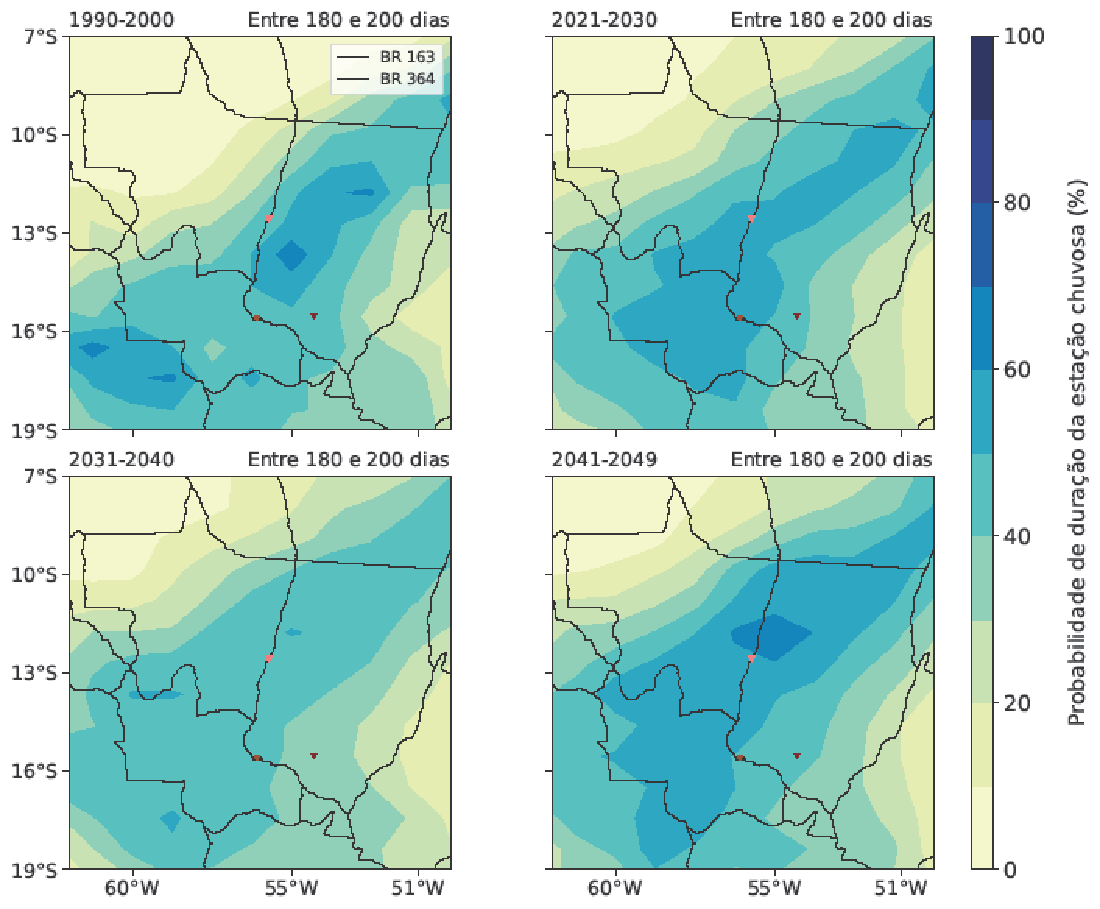 1990-2000 Entre 180 e 200 dias
2021-2030 Entre 180 e 200 dias
7°S
10°S
13°S
16°S
19°S
BR 163
BR 364
2031-2040 Entre 180 e 200 dias
2041-2049 Entre 180 e 200 dias
7°S
10°S
13°S
16°S
19°S
60°W 55°W 51°W
60°W 55°W 51°W
100
80
60
40
20
0
Probabilidade de duração da estação chuvosa (%)